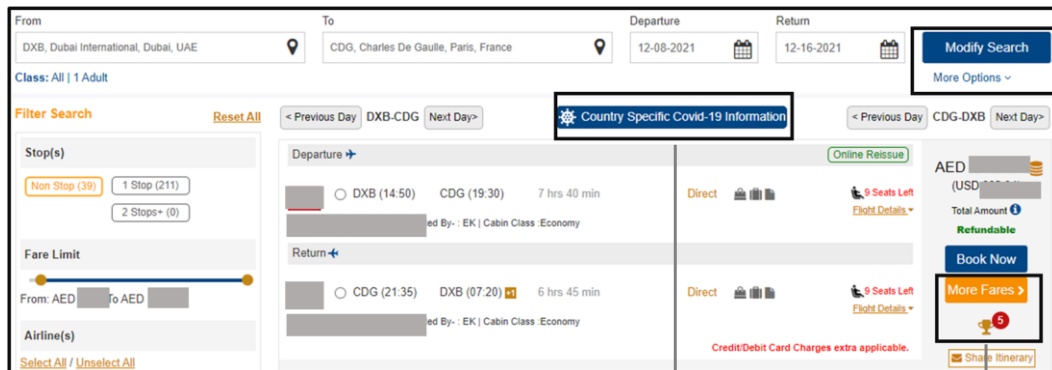 From To Departure Return
DXB, Dubai International, Dubai, UAE CDG, Charles De Gaulle, Paris, France 12-08-2021 12-16-2021 Modify Search
Class: All | 1 Adult More Options
Filter Search Reset All < Previous Day DXB-CDG Next Day> Country Specific Covid-19 Information < Previous Day CDG-DXB Next Day>
Stop(s)
Non Stop (39) 1 Stop (211)
2 Stops+ (0)
Fare Limit
From: AED To AED
Airline(s)
Select All / Unselect All
Departure Online Reissue
DXB (14:50) CDG (19:30) 7 hrs 40 min Direct 9 Seats Left
Flight Details
ed By- : EK | Cabin Class :Economy
Return
CDG (21:35) DXB (07:20) +1 6 hrs 45 min Direct 9 Seats Left
Flight Details
ed By- : EK | Cabin Class :Economy
Credit/Debit Card Charges extra applicable.
AED
(USD
Total Amount
Refundable
Book Now
More Fares >
5
Share Itinerary